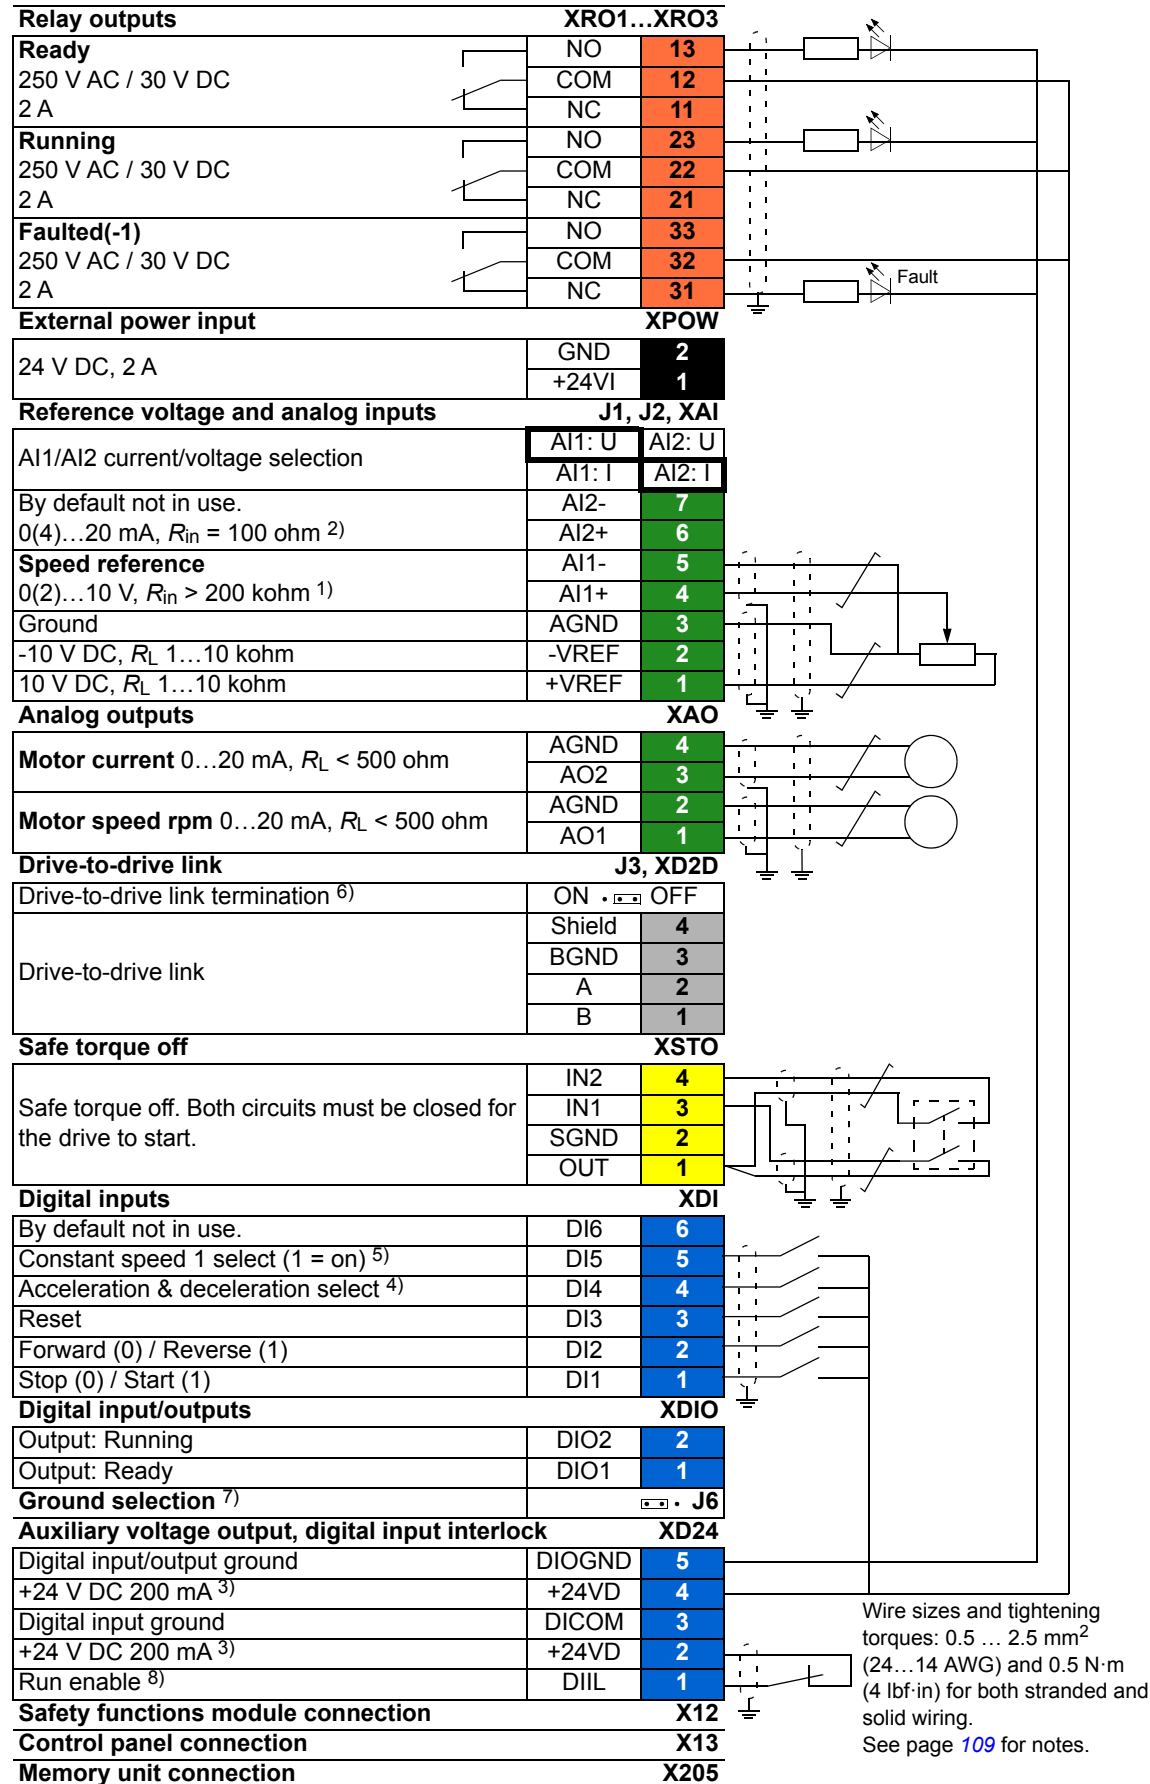 Relay outputs XRO1…XRO3
Ready NO 13
250 V AC / 30 V DC COM 12
2 A NC 11
Running NO 23
250 V AC / 30 V DC COM 22
2 A NC 21
Faulted(-1) NO 33
250 V AC / 30 V DC COM 32
Fault
2 A NC 31
External power input XPOW
24 V DC, 2 A
GND 2
+24VI 1
Reference voltage and analog inputs J1, J2, XAI
AI1/AI2 current/voltage selection
AI1: U AI2: U
AI1: I AI2: I
By default not in use. AI2- 7
0(4)…20 mA, Rin = 100 ohm 2) AI2+ 6
Speed reference AI1- 5
0(2)…10 V, Rin > 200 kohm 1) AI1+ 4
Ground AGND 3
-10 V DC, RL 1…10 kohm -VREF 2
10 V DC, RL 1…10 kohm +VREF 1
Analog outputs XAO
Motor current 0…20 mA, RL < 500 ohm
AGND 4
AO2 3
Motor speed rpm 0…20 mA, RL < 500 ohm
AGND 2
AO1 1
Drive-to-drive link J3, XD2D
Drive-to-drive link termination 6) ON OFF
Drive-to-drive link
Shield 4
BGND 3
A 2
B 1
Safe torque off XSTO
Safe torque off. Both circuits must be closed for
the drive to start.
IN2 4
IN1 3
SGND 2
OUT 1
Digital inputs XDI
By default not in use. DI6 6
Constant speed 1 select (1 = on) 5) DI5 5
Acceleration & deceleration select 4) DI4 4
Reset DI3 3
Forward (0) / Reverse (1) DI2 2
Stop (0) / Start (1) DI1 1
Digital input/outputs XDIO
Output: Running DIO2 2
Output: Ready DIO1 1
Ground selection 7) J6
Auxiliary voltage output, digital input interlock XD24
Digital input/output ground DIOGND 5
+24 V DC 200 mA 3) +24VD 4
Digital input ground DICOM 3
+24 V DC 200 mA 3) +24VD 2
Run enable 8) DIIL 1
Safety functions module connection X12
Control panel connection X13
Memory unit connection X205
Wire sizes and tightening
torques: 0.5 … 2.5 mm2
(24…14 AWG) and 0.5 N·m
(4 lbf·in) for both stranded and
solid wiring.
See page 109 for notes.